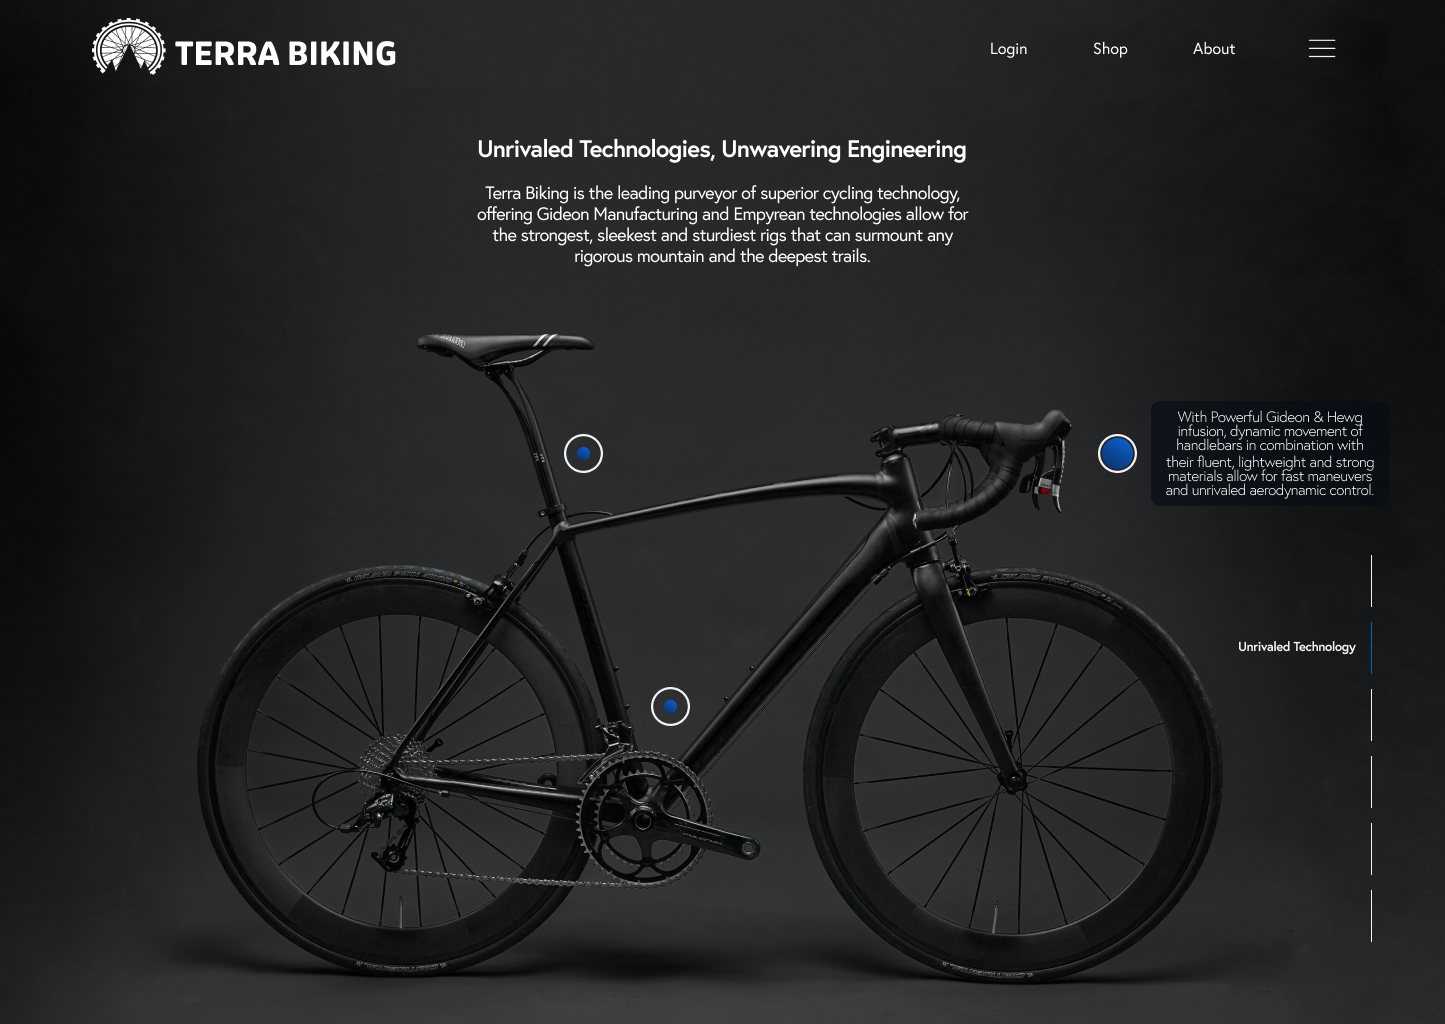 TERRA BIKING
Login
Shop
About
Unrivaled Technologies, Unwavering Engineering
Terra Biking is the leading purveyor of superior cycling technology,
offering Gideon Manufacturing and Empyrean technologies allow for
the strongest, sleekest and sturdiest rigs that can surmount any
rigorous mountain and the deepest trails.
With Powerful Gideon & Hewg
infusion, dynamic movement of
handlebars in combination with
their fluent, lightweight and strong
materials allow for fast maneuvers
and unrivaled aerodynamic control.
Unrivaled Technology